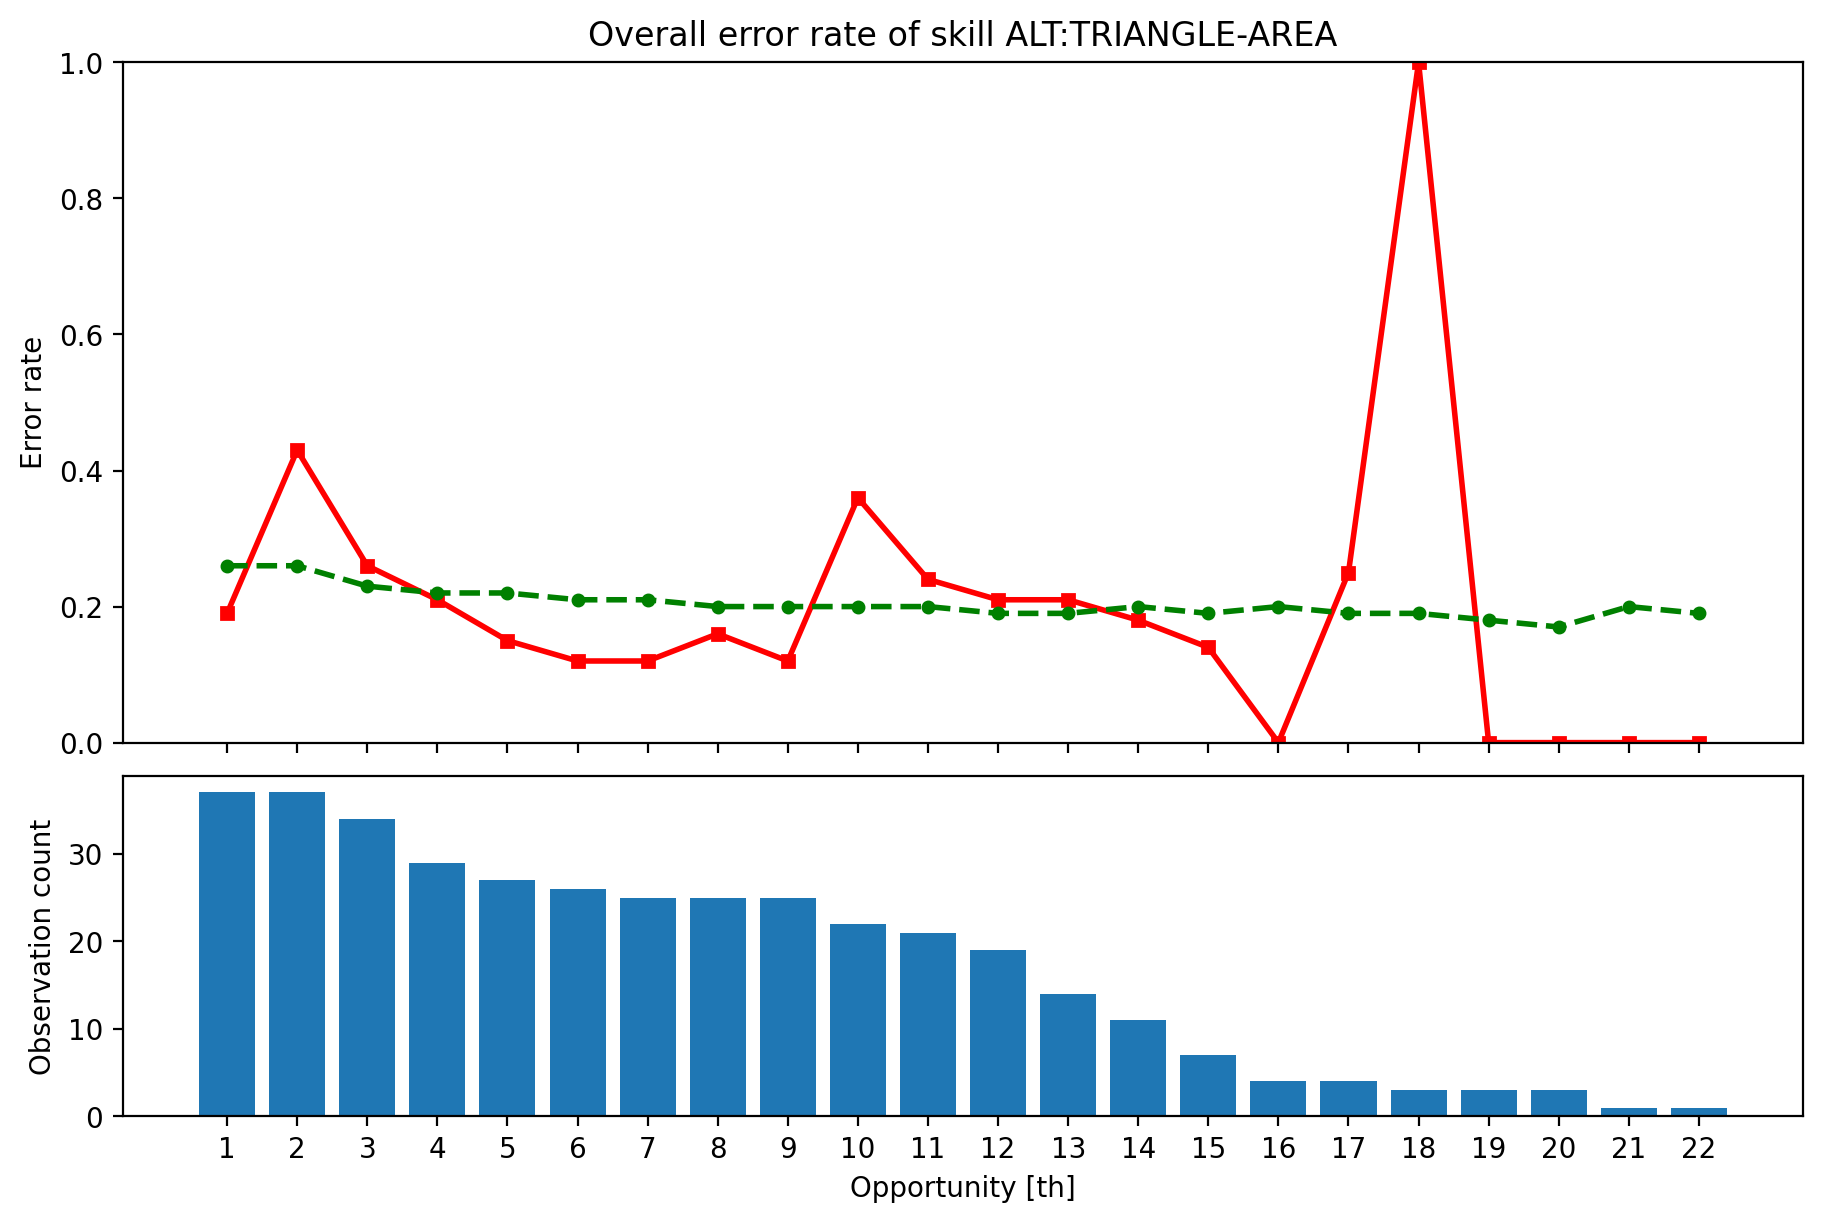 Overall error rate of skill ALT:TRIANGLE-AREA
1.0
0.8
0.6
0.4
0.2
0.0
Error rate
30
20
10
0
Observation count
1 2 3 4 5 6 7 8 9 10 11 12 13 14 15 16 17 18 19 20 21 22
Opportunity [th]